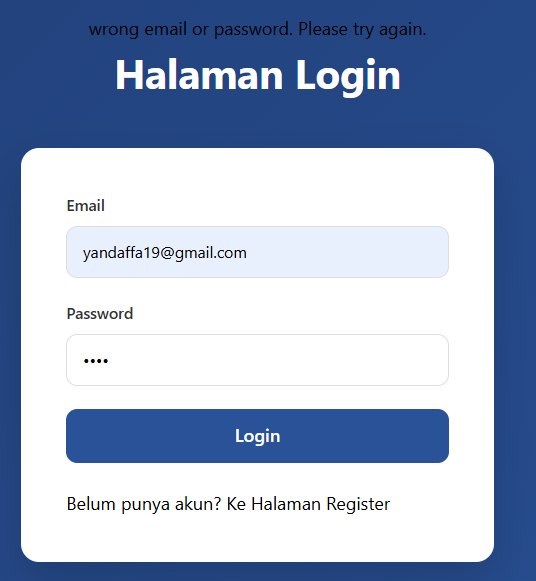 wrong email or password. Please try again.
Halaman Login
Email
yandaffa19@gmail.com
Password
••••
Login
Belum punya akun? Ke Halaman Register